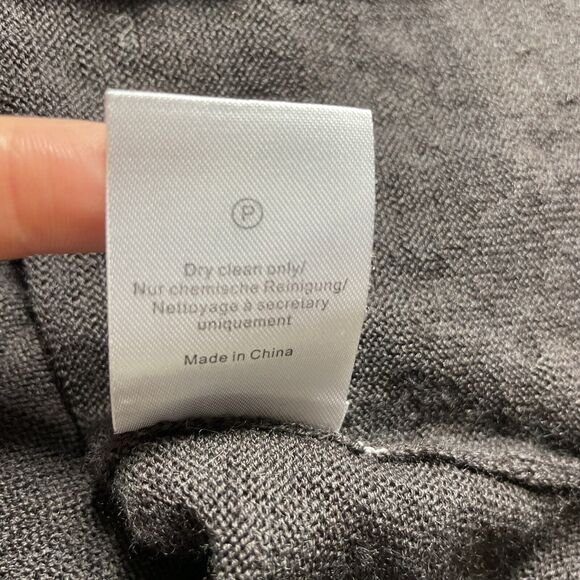 P
Dry clean only/
Nur chemische Reinigung/
Nettoyage à secretary
uniquement
Made in China